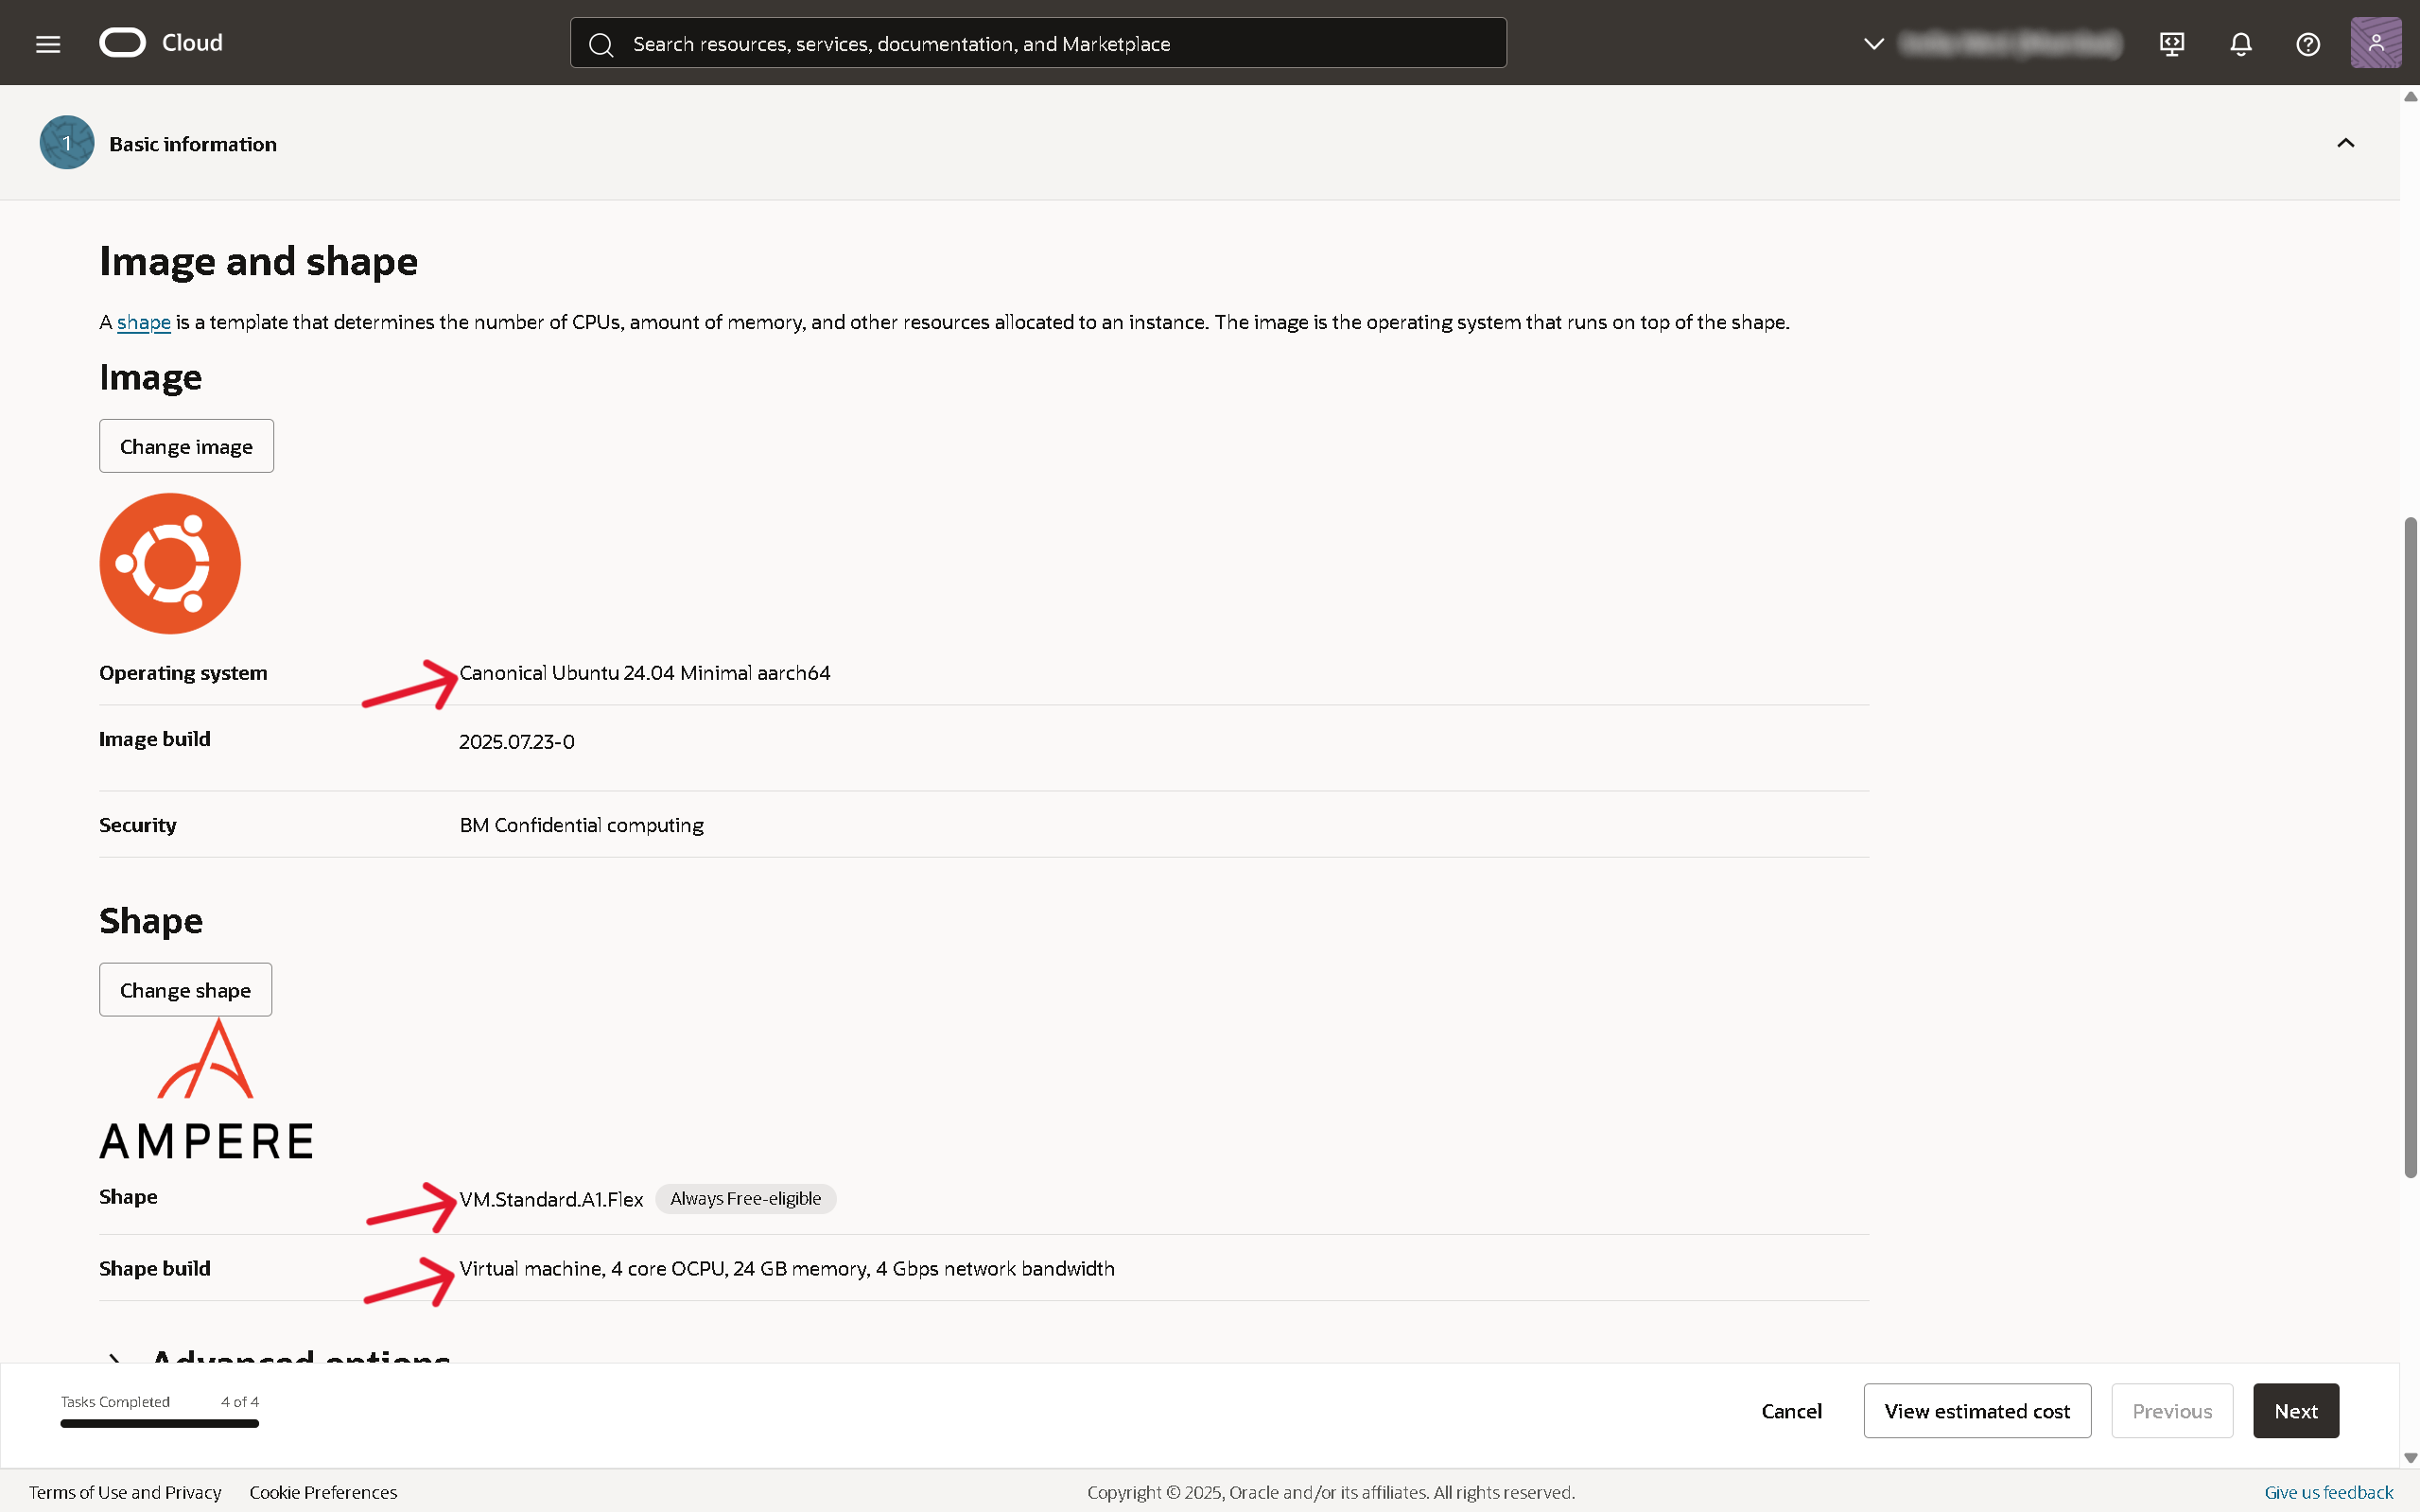 Cloud
Search resources, services, documentation, and Marketplace
1
Basic information
Image and shape
A shape is a template that determines the number of CPUs, amount of memory, and other resources allocated to an instance. The image is the operating system that runs on top of the shape.
Image
Change image
Operating system Canonical Ubuntu 24.04 Minimal aarch64
Image build 2025.07.23-0
Security BM Confidential computing
Shape
Change shape
AMPERE
Shape VM.Standard.A1.Flex Always Free-eligible
Shape build Virtual machine, 4 core OCPU, 24 GB memory, 4 Gbps network bandwidth
Advanced options
Tasks Completed 4 of 4
Cancel View estimated cost Previous Next
Terms of Use and Privacy Cookie Preferences Copyright © 2025, Oracle and/or its affiliates. All rights reserved. Give us feedback